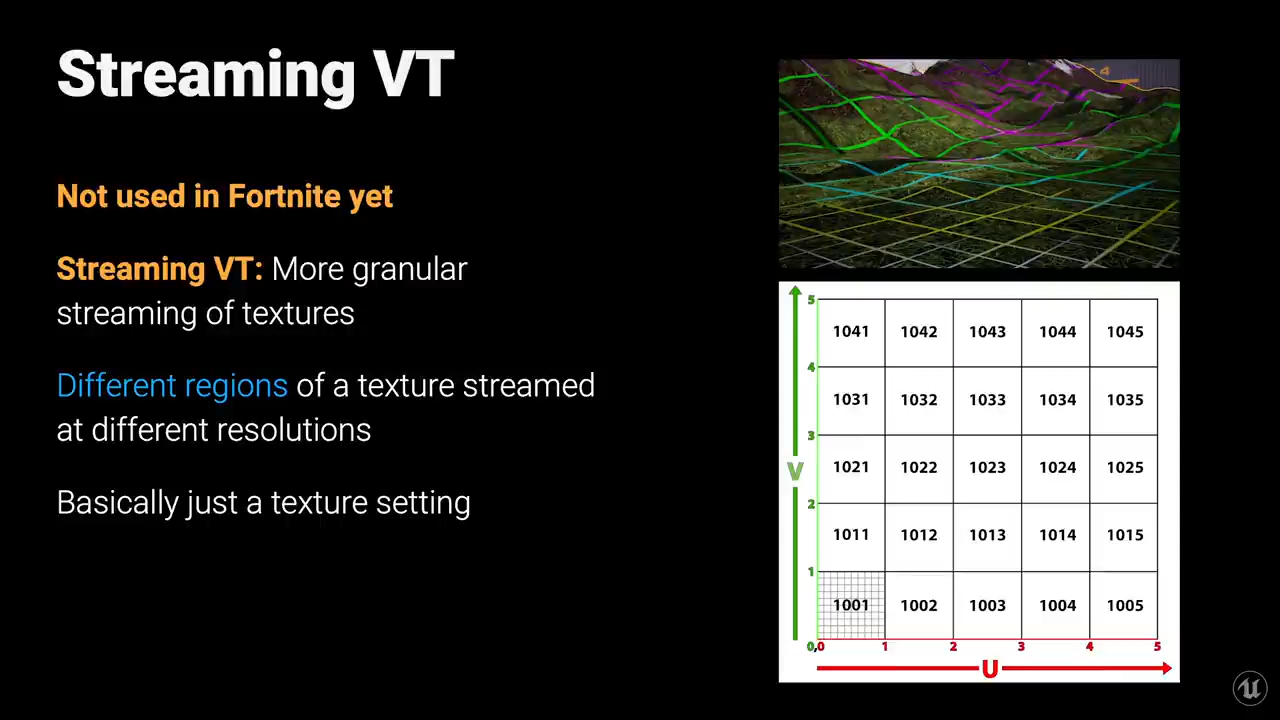 Streaming VT
Not used in Fortnite yet
Streaming VT: More granular
streaming of textures
Different regions of a texture streamed
at different resolutions
Basically just a texture setting
4
5
1041 1042 1043 1044 1045
4
1031 1032 1033 1034 1035
3
1021 1022 1023 1024 1025
V
2
1011 1012 1013 1014 1015
1
1001 1002 1003 1004 1005
0,0 1 2 3 4 5
U